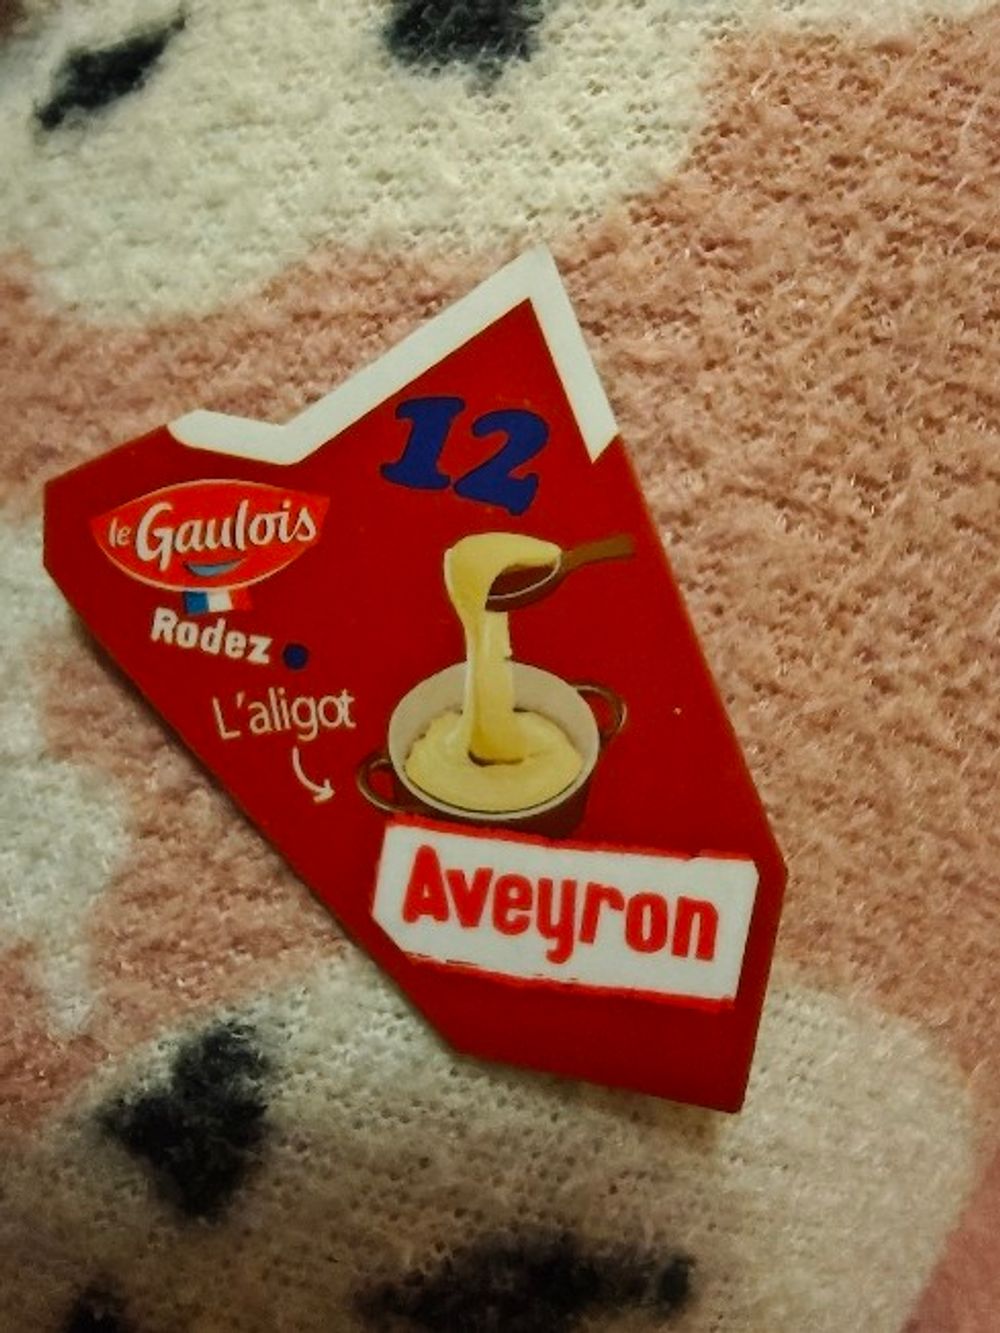 12
le Gaulois
Rodez
L'aligot
Aveyron